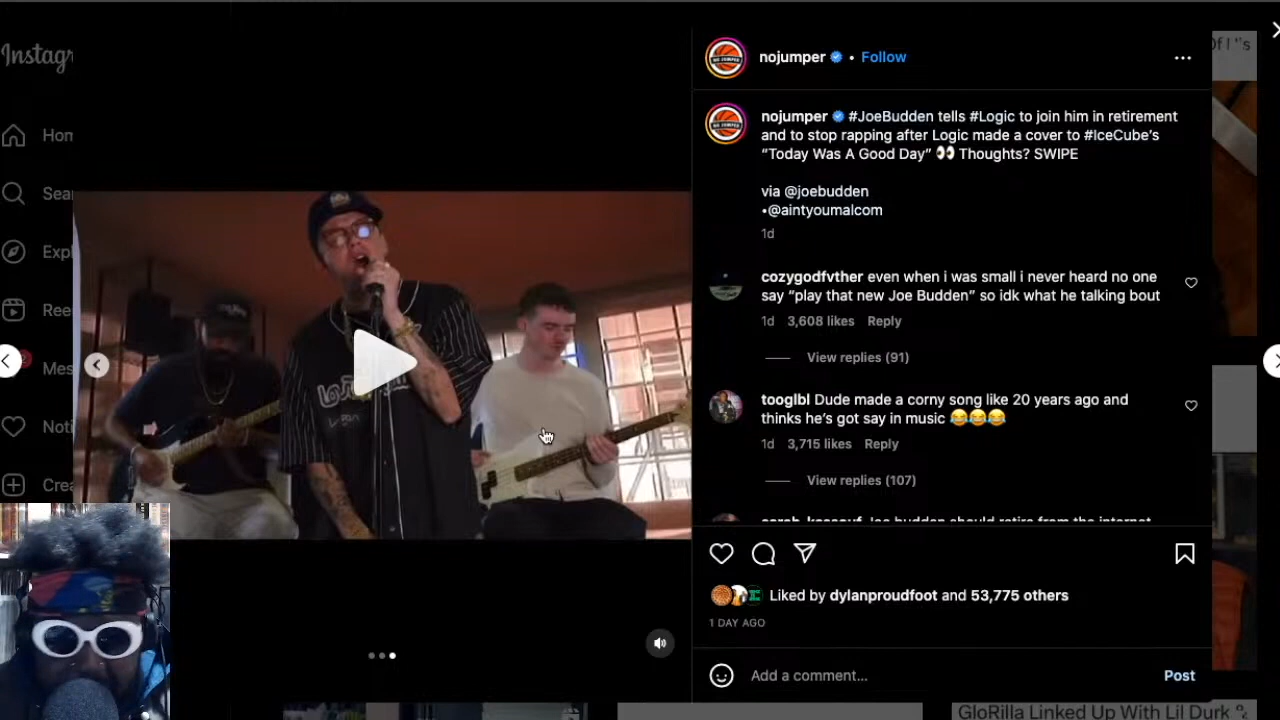 Instagr
Hom
Sear
Expl
Ree
Mes
Noti
Crea
nojumper • Follow
nojumper #JoeBudden tells #Logic to join him in retirement
and to stop rapping after Logic made a cover to #IceCube's
“Today Was A Good Day” 👀 Thoughts? SWIPE
via @joebudden
•@aintyoumalcom
1d
cozygodfvther even when i was small i never heard no one
say “play that new Joe Budden” so idk what he talking bout
1d 3,608 likes Reply
View replies (91)
tooglbl Dude made a corny song like 20 years ago and
thinks he's got say in music 😂😂😂
1d 3,715 likes Reply
View replies (107)
Liked by dylanproudfoot and 53,775 others
1 DAY AGO
Add a comment... Post
GloRilla Linked Up With Lil Durk